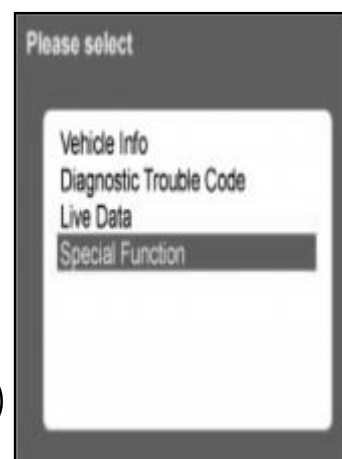 Please select
Vehicle Info
Diagnostic Trouble Code
Live Data
Special Function
)